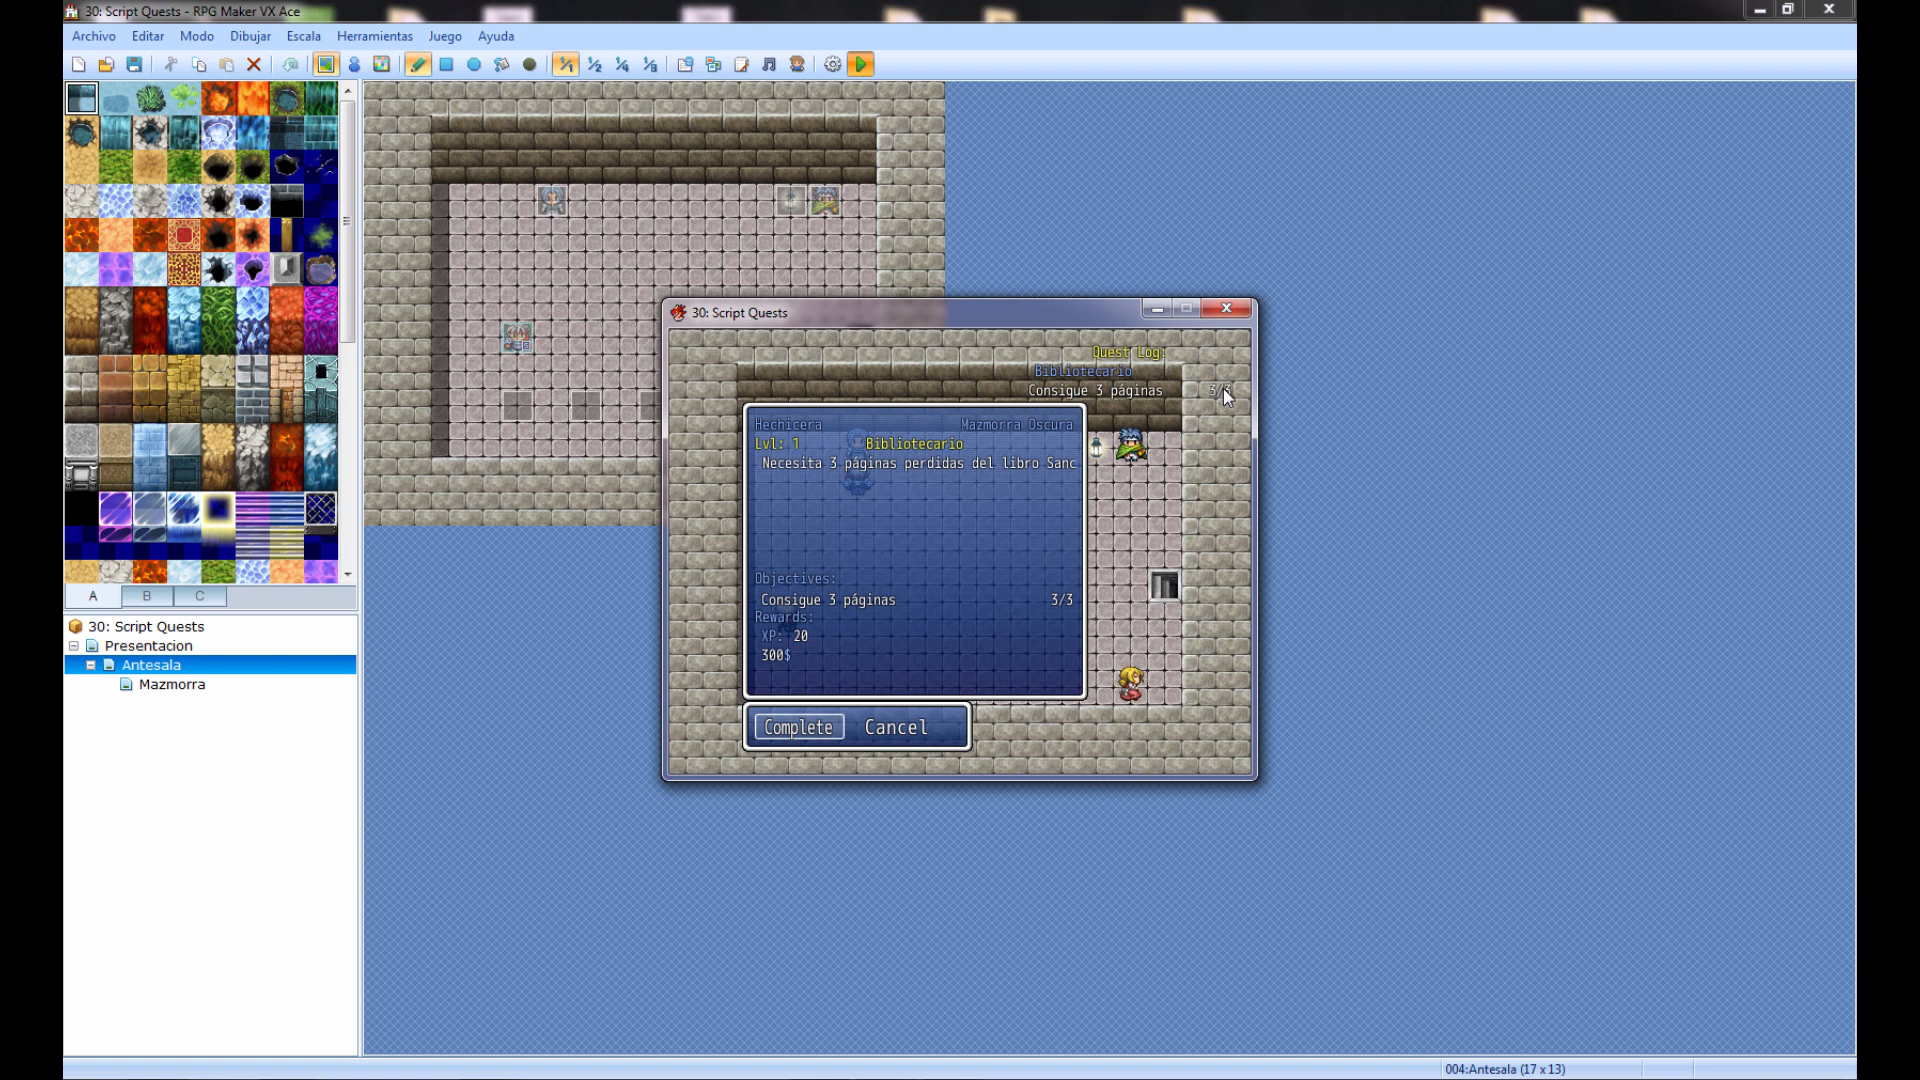 30: Script Quests - RPG Maker VX Ace
Archivo Editar Modo Dibujar Escala Herramientas Juego Ayuda
A B C
30: Script Quests
Presentacion
Antesala
Mazmorra
30: Script Quests
Quest Log:
Bibliotecario
Consigue 3 páginas 3/3
Hechicera Mazmorra Oscura
Lvl: 1 Bibliotecario
Necesita 3 páginas perdidas del libro Sanc
Objectives:
Consigue 3 páginas 3/3
Rewards:
XP: 20
300$
Complete Cancel
004:Antesala (17 x 13)